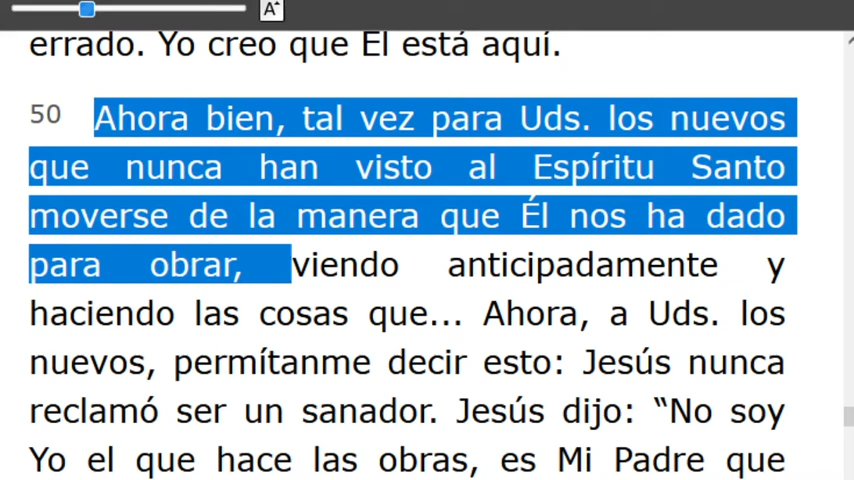 A
errado. Yo creo que Él está aquí.
50 Ahora bien, tal vez para Uds. los nuevos
que nunca han visto al Espíritu Santo
moverse de la manera que Él nos ha dado
para obrar, viendo anticipadamente y
haciendo las cosas que... Ahora, a Uds. los
nuevos, permítanme decir esto: Jesús nunca
reclamó ser un sanador. Jesús dijo: “No soy
Yo el que hace las obras, es Mi Padre que